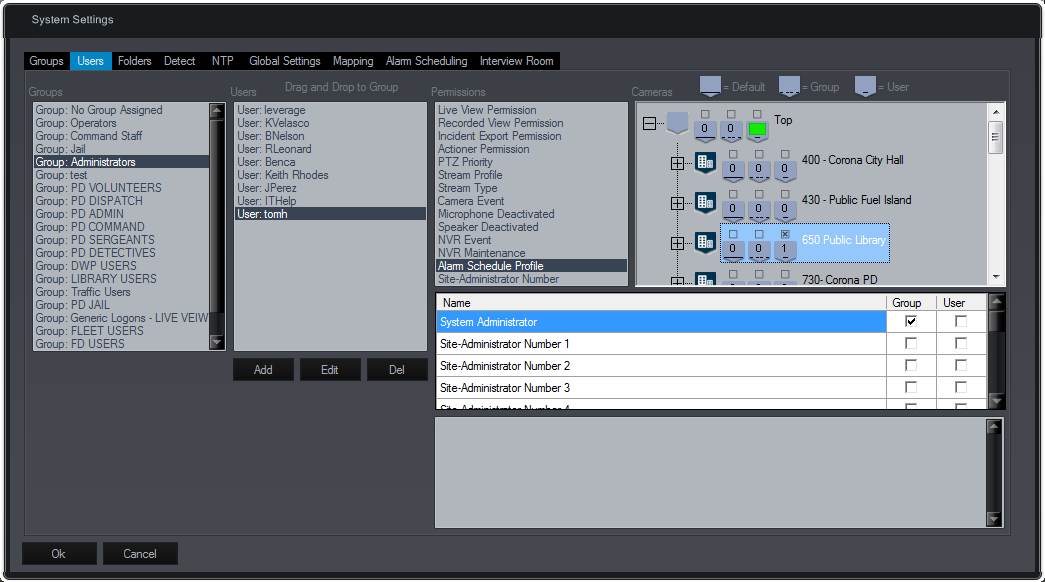 System Settings
Groups Users Folders Detect NTP Global Settings Mapping Alarm Scheduling Interview Room
Groups
Group: No Group Assigned
Group: Operators
Group: Command Staff
Group: Jail
Group: Administrators
Group: test
Group: PD VOLUNTEERS
Group: PD DISPATCH
Group: PD ADMIN
Group: PD COMMAND
Group: PD SERGEANTS
Group: PD DETECTIVES
Group: DWP USERS
Group: LIBRARY USERS
Group: Traffic Users
Group: PD JAIL
Group: Generic Logons - LIVE VEIW
Group: FLEET USERS
Group: FD USERS
Users Drag and Drop to Group
User: leverage
User: KVelasco
User: BNelson
User: RLeonard
User: Benca
User: Keith Rhodes
User: JPerez
User: ITHelp
User: tomh
Add Edit Del
Permissions
Live View Permission
Recorded View Permission
Incident Export Permission
Actioner Permission
PTZ Priority
Stream Profile
Stream Type
Camera Event
Microphone Deactivated
Speaker Deactivated
NVR Event
NVR Maintenance
Alarm Schedule Profile
Site-Administrator Number
Cameras = Default = Group = User
0 0 Top
0 0 0 400 - Corona City Hall
0 0 0 430 - Public Fuel Island
0 0 1 650 Public Library
730- Corona PD
Name Group User
System Administrator
Site-Administrator Number 1
Site-Administrator Number 2
Site-Administrator Number 3
Site-Administrator Number 4
Ok Cancel